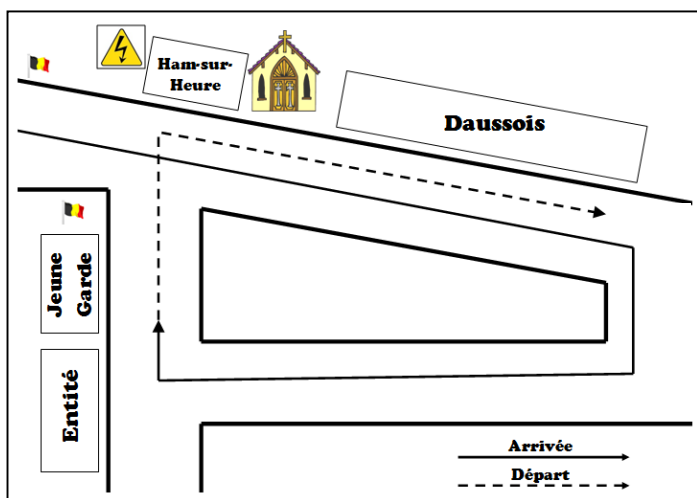 Ham-sur-
Heure
Daussois
Jeune
Garde
Entité
Arrivée
Départ